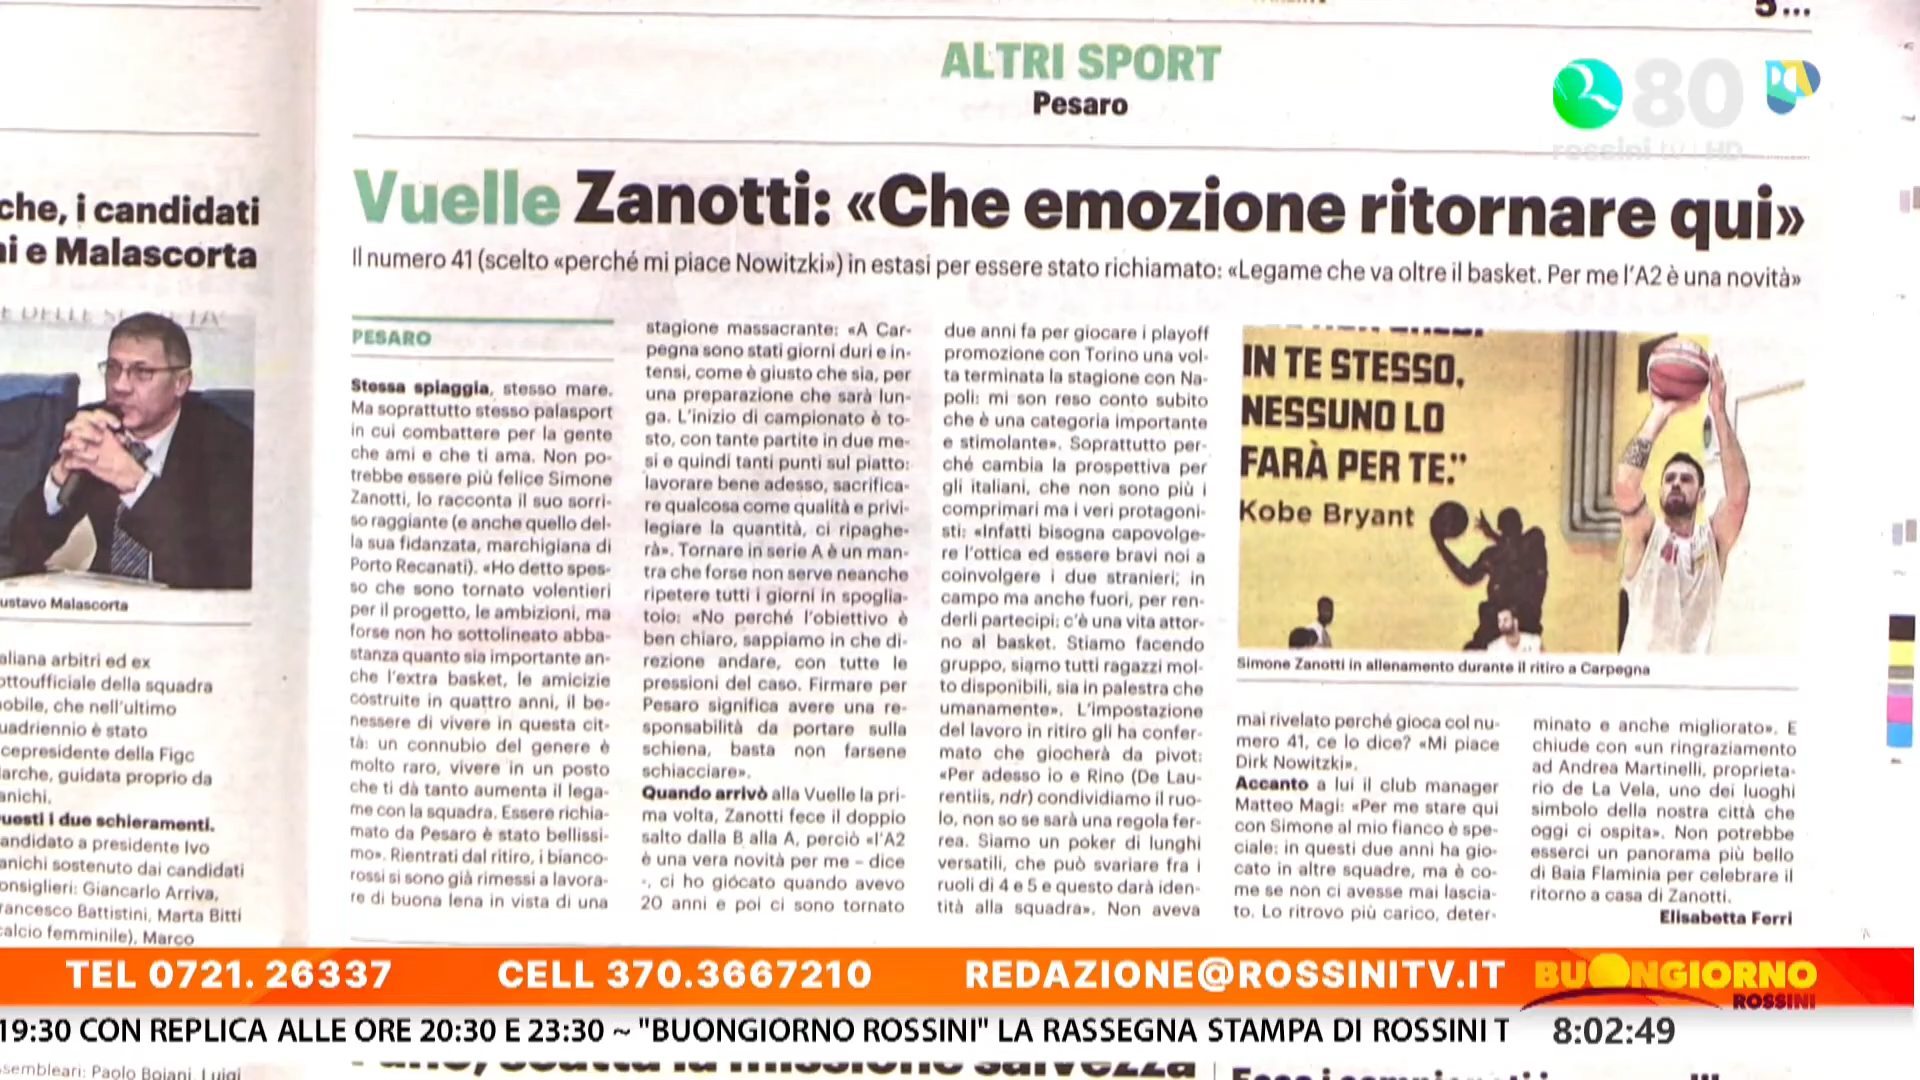 5...
ALTRI SPORT
Pesaro
80
rossini tv HD
Vuelle Zanotti: «Che emozione ritornare qui»
Il numero 41 (scelto «perché mi piace Nowitzki») in estasi per essere stato richiamato: «Legame che va oltre il basket. Per me l'A2 è una novità»
che, i candidati
ni e Malascorta
E DELLE SOCIETA'
ustavo Malascorta
aliana arbitri ed ex
ottoufficiale della squadra
obile, che nell'ultimo
uadriennio è stato
cepresidente della Figc
arche, guidata proprio da
anichi.
uesti i due schieramenti.
andidato a presidente Ivo
anichi sostenuto dai candidati
onsiglieri: Giancarlo Arriva,
rancesco Battistini, Marta Bitti
calcio femminile), Marco
PESARO
Stessa spiaggia, stesso mare.
Ma soprattutto stesso palasport
in cui combattere per la gente
che ami e che ti ama. Non po-
trebbe essere più felice Simone
Zanotti, lo racconta il suo sorri-
so raggiante (e anche quello del-
la sua fidanzata, marchigiana di
Porto Recanati). «Ho detto spes-
so che sono tornato volentieri
per il progetto, le ambizioni, ma
forse non ho sottolineato abba-
stanza quanto sia importante an-
che l'extra basket, le amicizie
costruite in quattro anni, il be-
nessere di vivere in questa cit-
tà: un connubio del genere è
molto raro, vivere in un posto
che ti dà tanto aumenta il lega-
me con la squadra. Essere richia-
mato da Pesaro è stato bellissi-
mo». Rientrati dal ritiro, i bianco-
rossi si sono già rimessi a lavora-
re di buona lena in vista di una
stagione massacrante: «A Car-
pegna sono stati giorni duri e in-
tensi, come è giusto che sia, per
una preparazione che sarà lun-
ga. L'inizio di campionato è to-
sto, con tante partite in due me-
si e quindi tanti punti sul piatto:
lavorare bene adesso, sacrifica-
re qualcosa come qualità e privi-
legiare la quantità, ci ripaghe-
rà». Tornare in serie A è un man-
tra che forse non serve neanche
ripetere tutti i giorni in spoglia-
toio: «No perché l'obiettivo è
ben chiaro, sappiamo in che di-
rezione andare, con tutte le
pressioni del caso. Firmare per
Pesaro significa avere una re-
sponsabilità da portare sulla
schiena, basta non farsene
schiacciare».
Quando arrivò alla Vuelle la pri-
ma volta, Zanotti fece il doppio
salto dalla B alla A, perciò «l'A2
è una vera novità per me – dice
-, ci ho giocato quando avevo
20 anni e poi ci sono tornato
due anni fa per giocare i playoff
promozione con Torino una vol-
ta terminata la stagione con Na-
poli: mi son reso conto subito
che è una categoria importante
e stimolante». Soprattutto per-
ché cambia la prospettiva per
gli italiani, che non sono più i
comprimari ma i veri protagoni-
sti: «Infatti bisogna capovolge-
re l'ottica ed essere bravi noi a
coinvolgere i due stranieri; in
campo ma anche fuori, per ren-
derli partecipi: c'è una vita attor-
no al basket. Stiamo facendo
gruppo, siamo tutti ragazzi mol-
to disponibili, sia in palestra che
umanamente». L'impostazione
del lavoro in ritiro gli ha confer-
mato che giocherà da pivot:
«Per adesso io e Rino (De Lau-
rentiis, ndr) condividiamo il ruo-
lo, non so se sarà una regola fer-
rea. Siamo un poker di lunghi
versatili, che può svariare fra i
ruoli di 4 e 5 e questo darà iden-
tità alla squadra». Non aveva
IN TE STESSO,
NESSUNO LO
FARÀ PER TE."
Kobe Bryant
Simone Zanotti in allenamento durante il ritiro a Carpegna
mai rivelato perché gioca col nu-
mero 41, ce lo dice? «Mi piace
Dirk Nowitzki».
Accanto a lui il club manager
Matteo Magi: «Per me stare qui
con Simone al mio fianco è spe-
ciale: in questi due anni ha gio-
cato in altre squadre, ma è co-
me se non ci avesse mai lascia-
to. Lo ritrovo più carico, deter-
minato e anche migliorato». E
chiude con «un ringraziamento
ad Andrea Martinelli, proprieta-
rio de La Vela, uno dei luoghi
simbolo della nostra città che
oggi ci ospita». Non potrebbe
esserci un panorama più bello
di Baia Flaminia per celebrare il
ritorno a casa di Zanotti.
Elisabetta Ferri
TEL 0721. 26337 CELL 370.3667210 REDAZIONE@ROSSINITV.IT BUONGIORNO
ROSSINI
19:30 CON REPLICA ALLE ORE 20:30 E 23:30 ~ "BUONGIORNO ROSSINI" LA RASSEGNA STAMPA DI ROSSINI T 8:02:49
sembleari: Paolo Boiani, Luigi